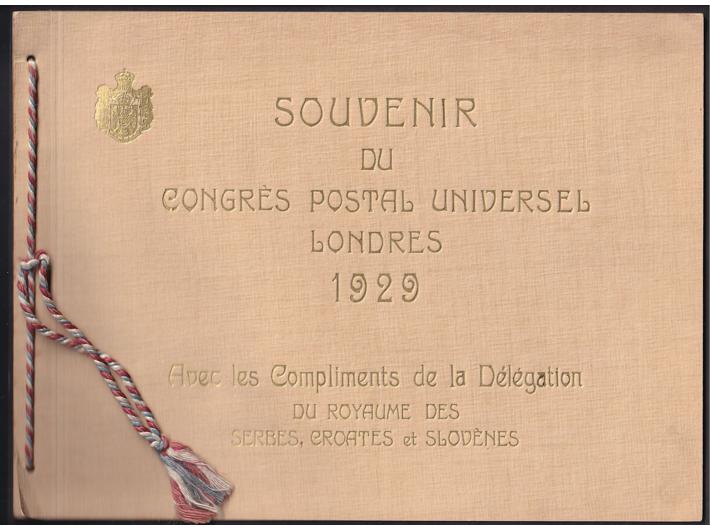 SOUVENIR
DU
CONGRÈS POSTAL UNIVERSEL
LONDRES
1929
Avec les Compliments de la Délégation
DU ROYAUME DES
SERBES, CROATES et SLOVÈNES